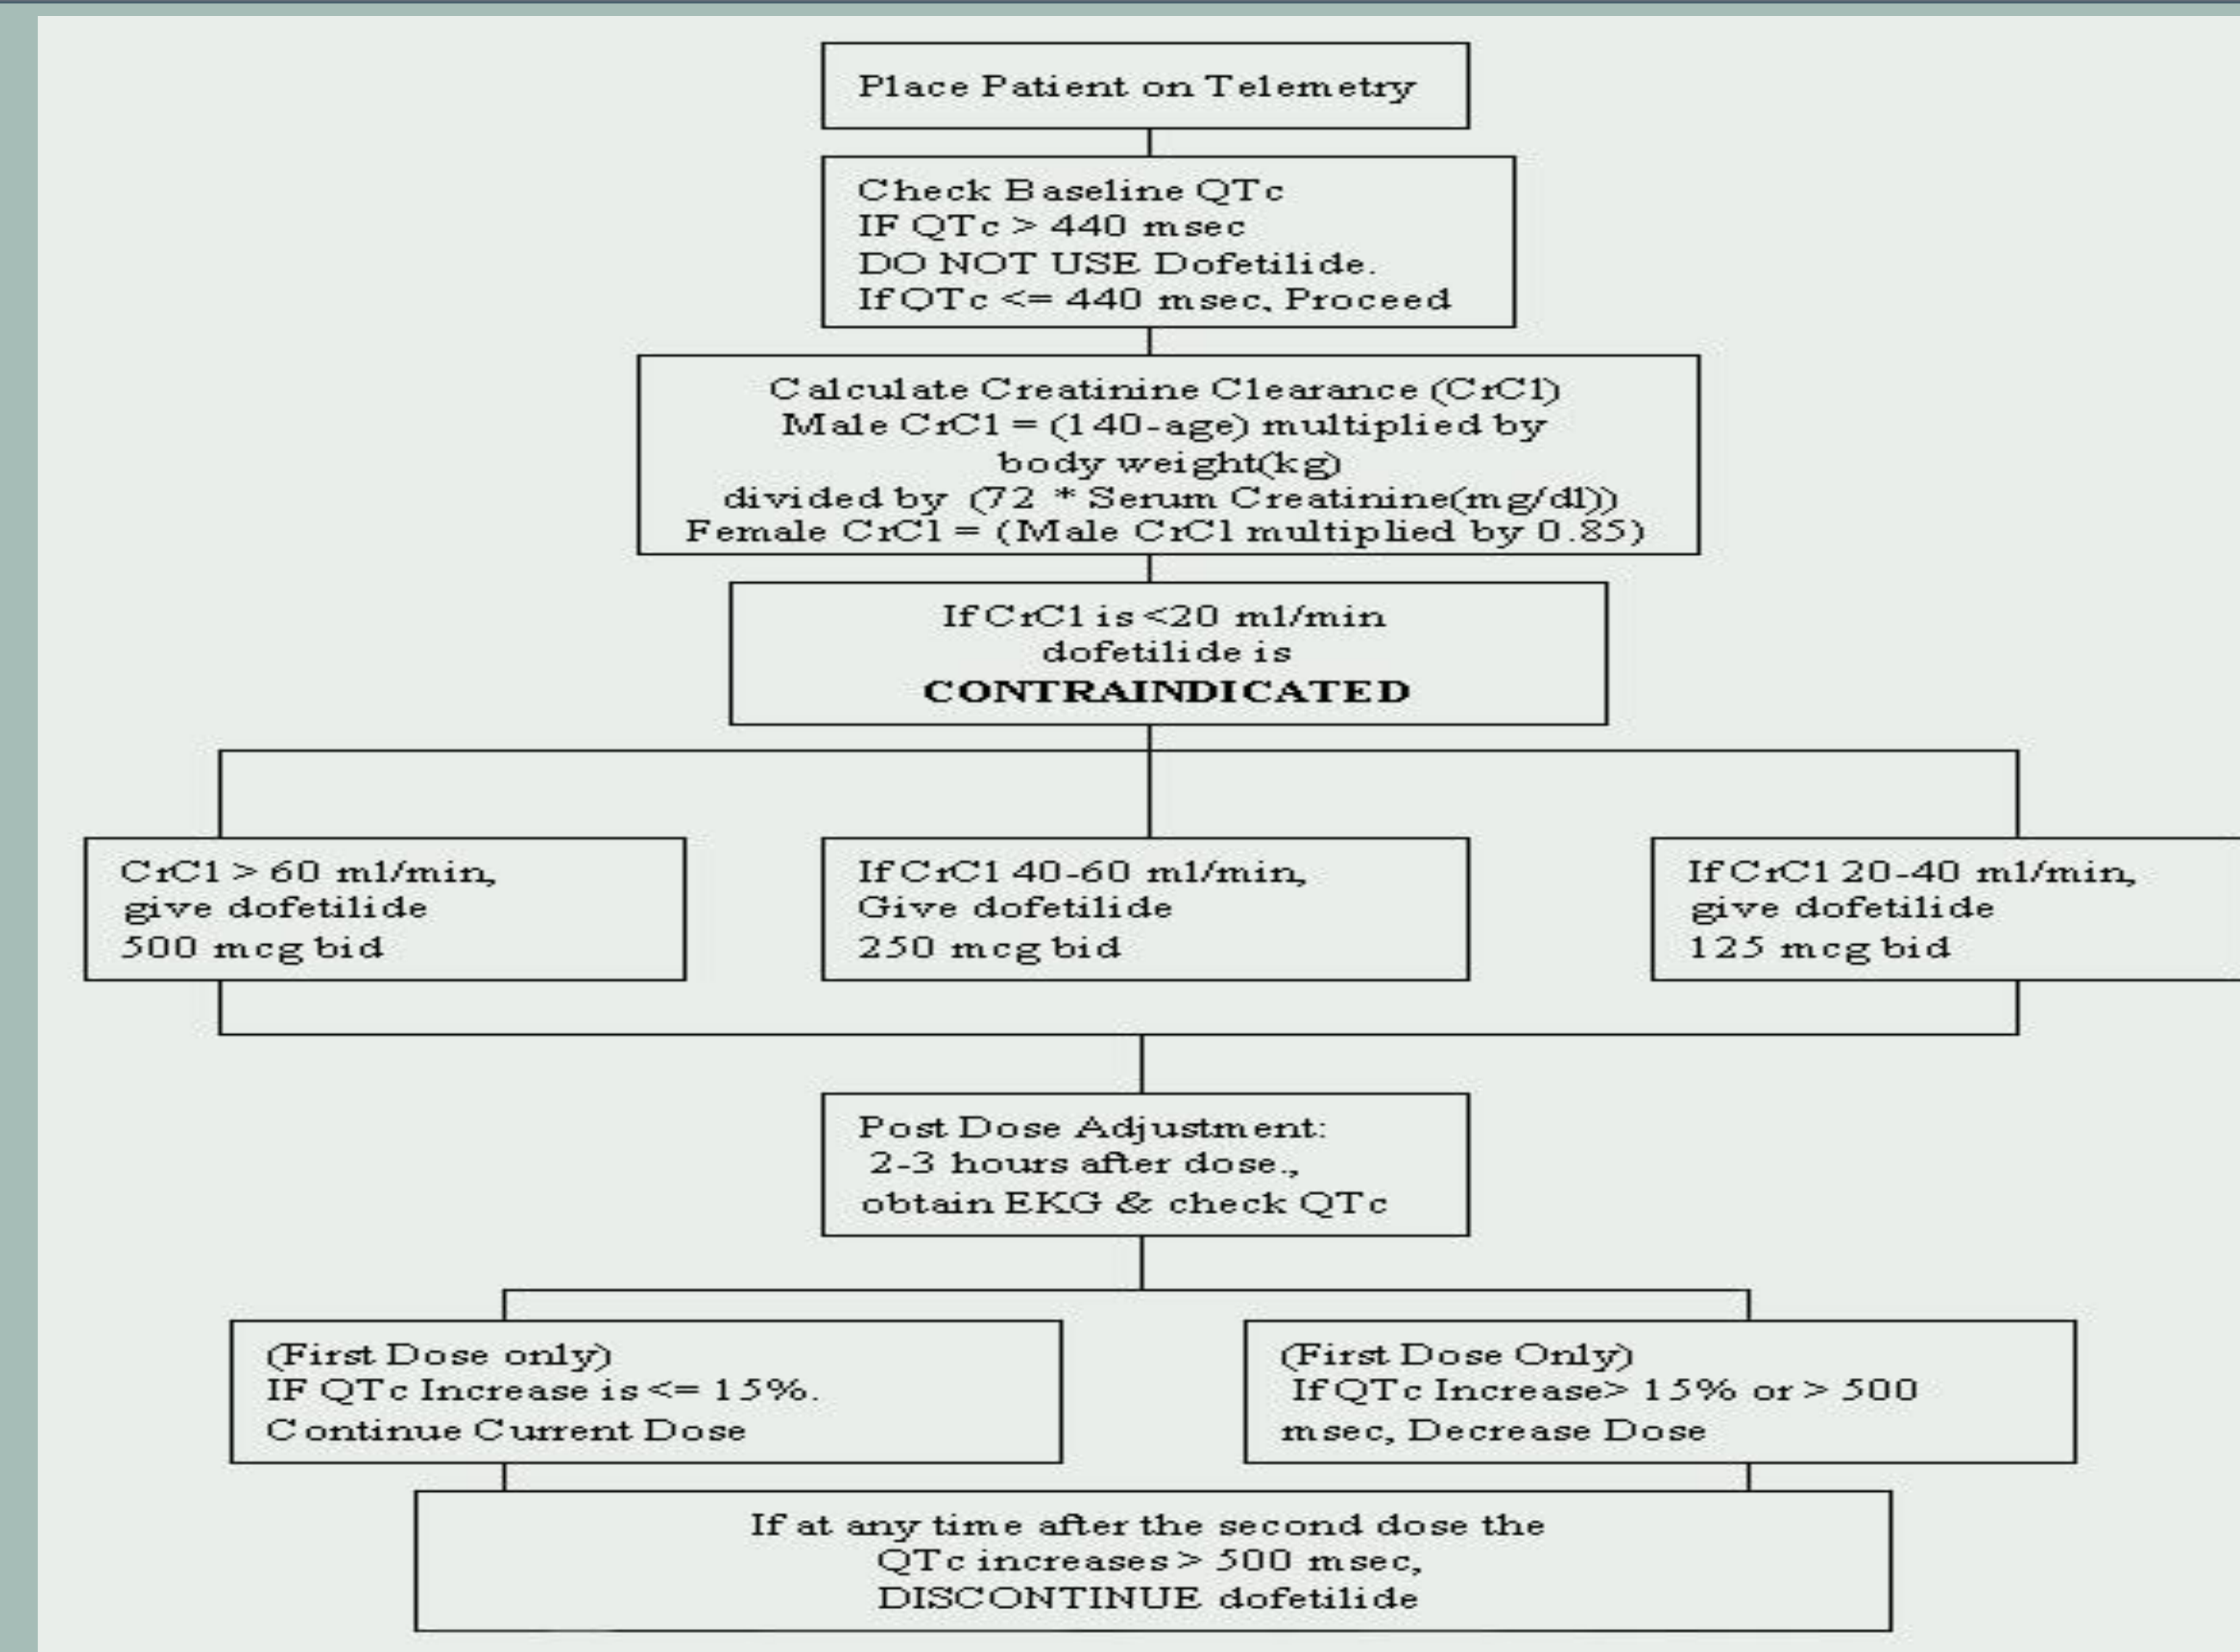 Place Patient on Telemetry
Check Baseline QTc
IF QTc > 440 msec
DO NOT USE Dofetilide.
If QTc <= 440 msec, Proceed
Calculate Creatinine Clearance (CrCl)
Male CrCl = (140-age) multiplied by
body weight(kg)
divided by (72 * Serum Creatinine(mg/dl))
Female CrCl = (Male CrCl multiplied by 0.85)
If CrCl is <20 ml/min
dofetilide is
CONTRAINDICATED
CrCl > 60 ml/min,
give dofetilide
500 mcg bid
If CrCl 40-60 ml/min,
Give dofetilide
250 mcg bid
If CrCl 20-40 ml/min,
give dofetilide
125 mcg bid
Post Dose Adjustment:
2-3 hours after dose.,
obtain EKG & check QTc
(First Dose only)
IF QTc Increase is <= 15%.
Continue Current Dose
(First Dose Only)
If QTc Increase> 15% or > 500
msec, Decrease Dose
If at any time after the second dose the
QTc increases > 500 msec,
DISCONTINUE dofetilide